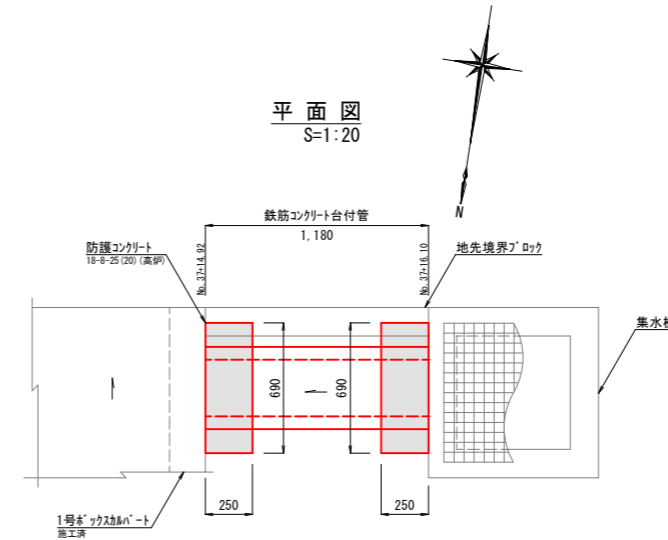 平面図
S=1:20
N
鉄筋コンクリート台付管
1,180
防護コンクリート
18-8-25(20)(高炉)
No.37+14.92
No.37+16.10
地先境界ブロック
集水
690
690
250
250
1号ボックスカルバート
施工済